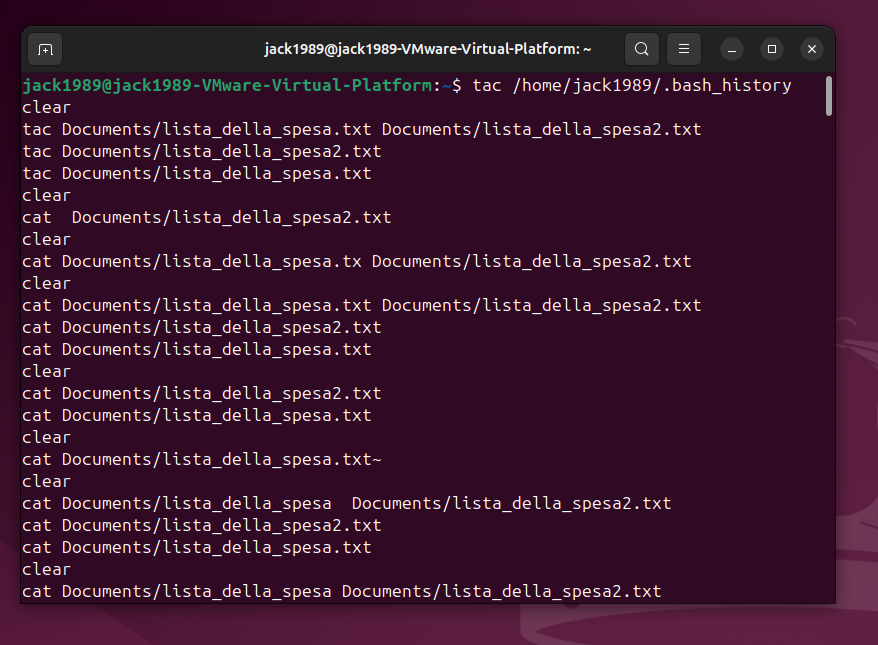 jack1989@jack1989-VMware-Virtual-Platform: ~
jack1989@jack1989-VMware-Virtual-Platform:~$ tac /home/jack1989/.bash_history
clear
tac Documents/lista_della_spesa.txt Documents/lista_della_spesa2.txt
tac Documents/lista_della_spesa2.txt
tac Documents/lista_della_spesa.txt
clear
cat  Documents/lista_della_spesa2.txt
clear
cat Documents/lista_della_spesa.tx Documents/lista_della_spesa2.txt
clear
cat Documents/lista_della_spesa.txt Documents/lista_della_spesa2.txt
cat Documents/lista_della_spesa2.txt
cat Documents/lista_della_spesa.txt
clear
cat Documents/lista_della_spesa2.txt
cat Documents/lista_della_spesa.txt
clear
cat Documents/lista_della_spesa.txt~
clear
cat Documents/lista_della_spesa  Documents/lista_della_spesa2.txt
cat Documents/lista_della_spesa2.txt
cat Documents/lista_della_spesa.txt
clear
cat Documents/lista_della_spesa Documents/lista_della_spesa2.txt